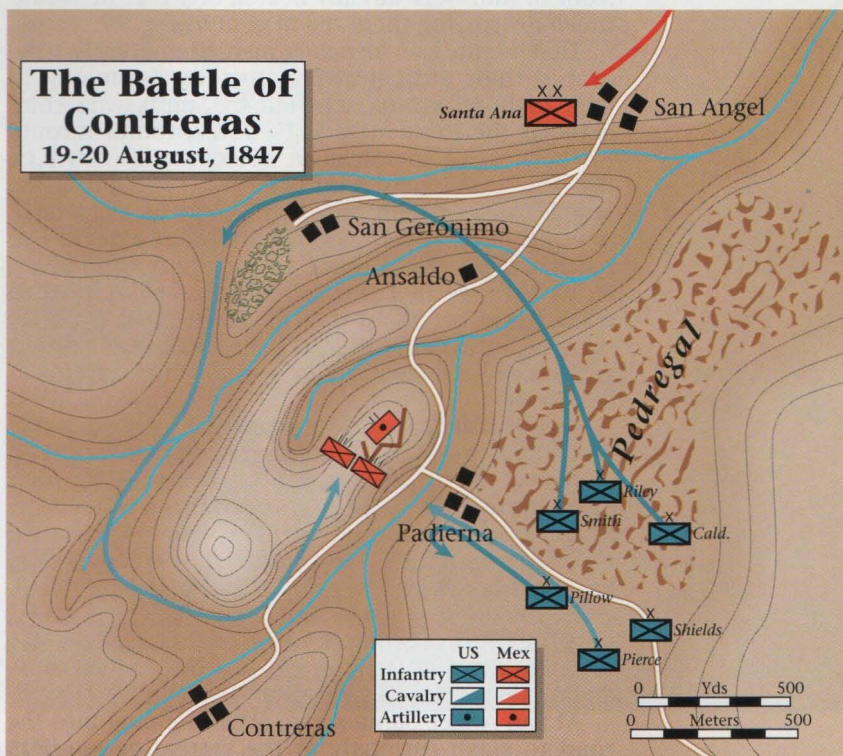 The Battle of
Contreras
19-20 August, 1847
X X
Santa Ana
San Angel
San Gerónimo
Ansaldo
Pedregal
X
Riley
X
Smith
X
Cald.
Padierna
X
Pillow
X
Shields
X
Pierce
US Mex
Infantry
Cavalry
Artillery
0 Yds 500
0 Meters 500
Contreras